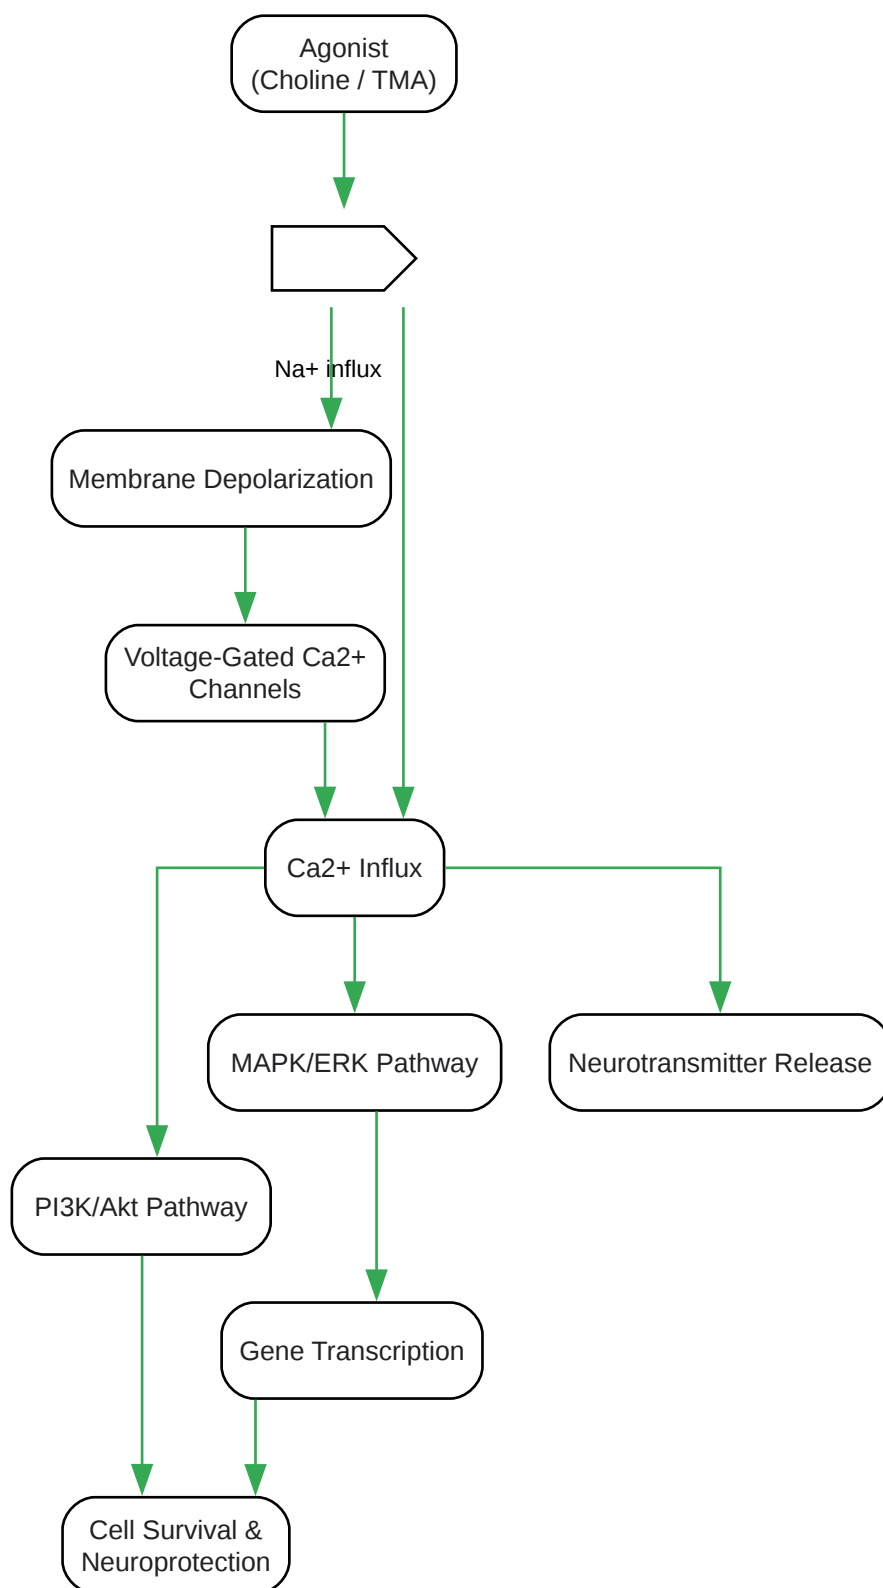 Agonist
(Choline / TMA)
Na+ influx
Membrane Depolarization
Voltage-Gated Ca2+
Channels
Ca2+ Influx
MAPK/ERK Pathway
Neurotransmitter Release
PI3K/Akt Pathway
Gene Transcription
Cell Survival &
Neuroprotection